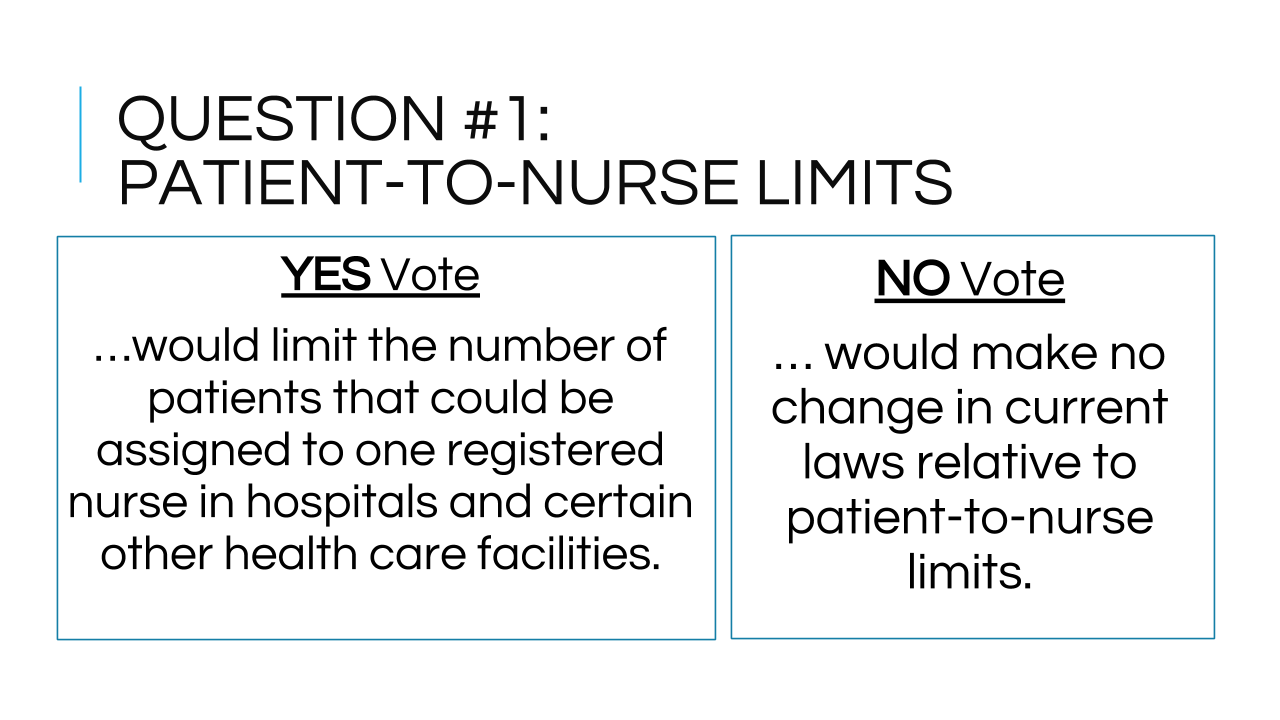 QUESTION #1:
PATIENT-TO-NURSE LIMITS
YES Vote
…would limit the number of
patients that could be
assigned to one registered
nurse in hospitals and certain
other health care facilities.
NO Vote
… would make no
change in current
laws relative to
patient-to-nurse
limits.